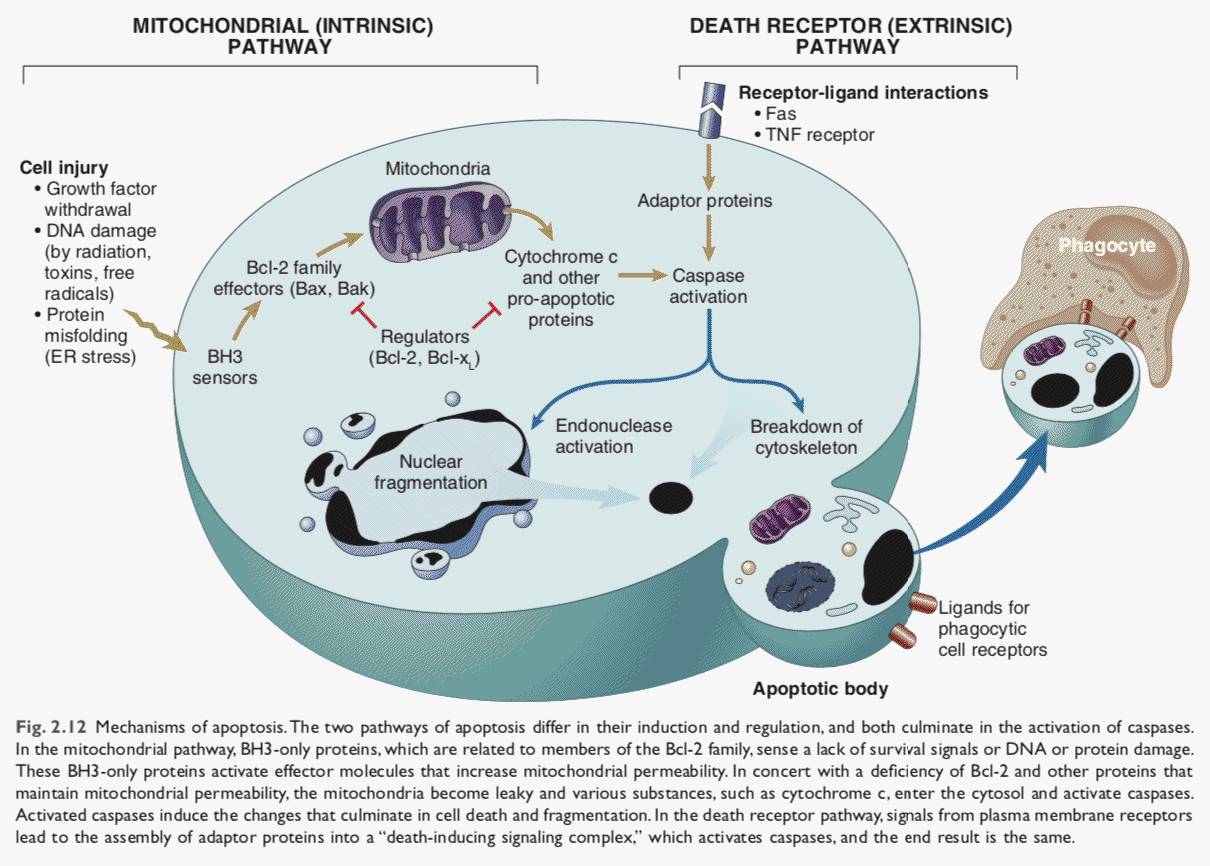 MITOCHONDRIAL (INTRINSIC)
PATHWAY
DEATH RECEPTOR (EXTRINSIC)
PATHWAY
Receptor-ligand interactions
• Fas
• TNF receptor
Cell injury
• Growth factor
withdrawal
• DNA damage
(by radiation,
toxins, free
radicals)
• Protein
misfolding
(ER stress)
Mitochondria
Adaptor proteins
Bcl-2 family
effectors (Bax, Bak)
Cytochrome c
and other
pro-apoptotic
proteins
Caspase
activation
Regulators
(Bcl-2, Bcl-xL)
BH3
sensors
Phagocyte
Endonuclease
activation
Breakdown of
cytoskeleton
Nuclear
fragmentation
Ligands for
phagocytic
cell receptors
Apoptotic body
Fig. 2.12 Mechanisms of apoptosis. The two pathways of apoptosis differ in their induction and regulation, and both culminate in the activation of caspases.
In the mitochondrial pathway, BH3-only proteins, which are related to members of the Bcl-2 family, sense a lack of survival signals or DNA or protein damage.
These BH3-only proteins activate effector molecules that increase mitochondrial permeability. In concert with a deficiency of Bcl-2 and other proteins that
maintain mitochondrial permeability, the mitochondria become leaky and various substances, such as cytochrome c, enter the cytosol and activate caspases.
Activated caspases induce the changes that culminate in cell death and fragmentation. In the death receptor pathway, signals from plasma membrane receptors
lead to the assembly of adaptor proteins into a “death-inducing signaling complex,” which activates caspases, and the end result is the same.